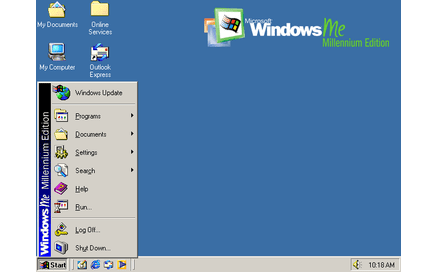 My Documents
Online Services
My Computer
Outlook Express
Microsoft
Windows Me
Millennium Edition
Windows Update
Programs
Documents
Settings
Search
Help
Run...
Log Off...
Shut Down...
Windows Me Millennium Edition
Start
10:18 AM